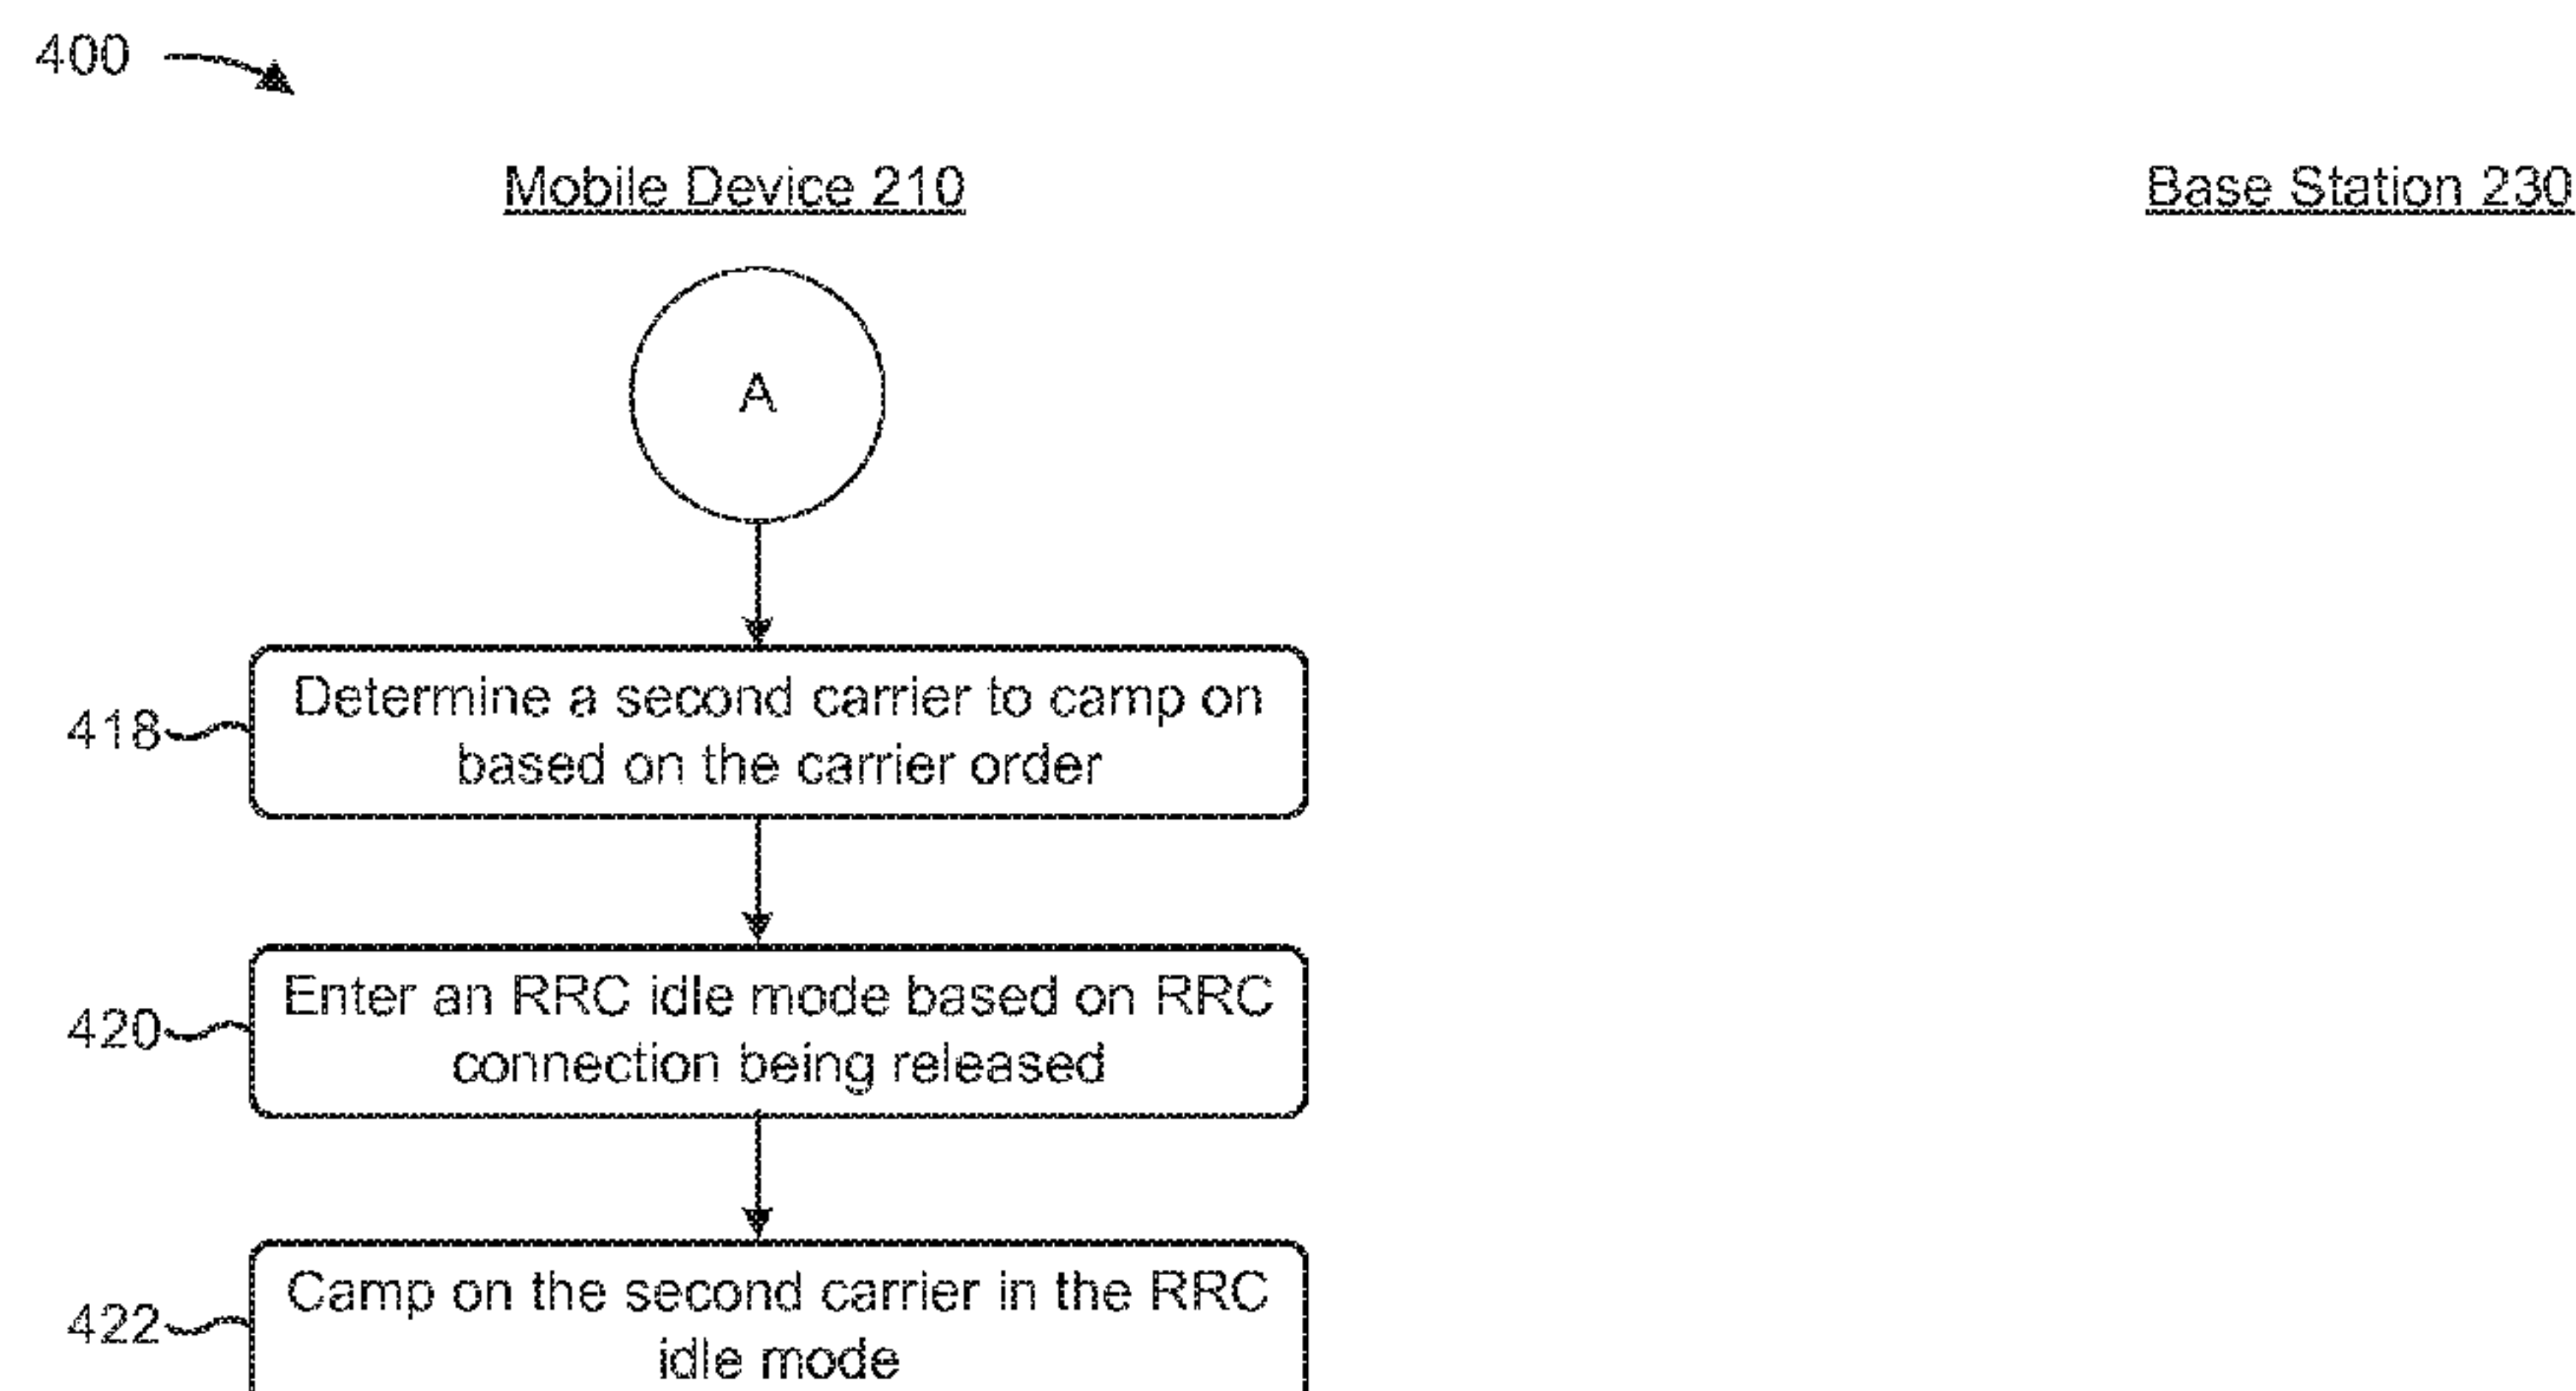 400
Mobile Device 210
Base Station 230
A
418
Determine a second carrier to camp on
based on the carrier order
420
Enter an RRC idle mode based on RRC
connection being released
422
Camp on the second carrier in the RRC
idle mode